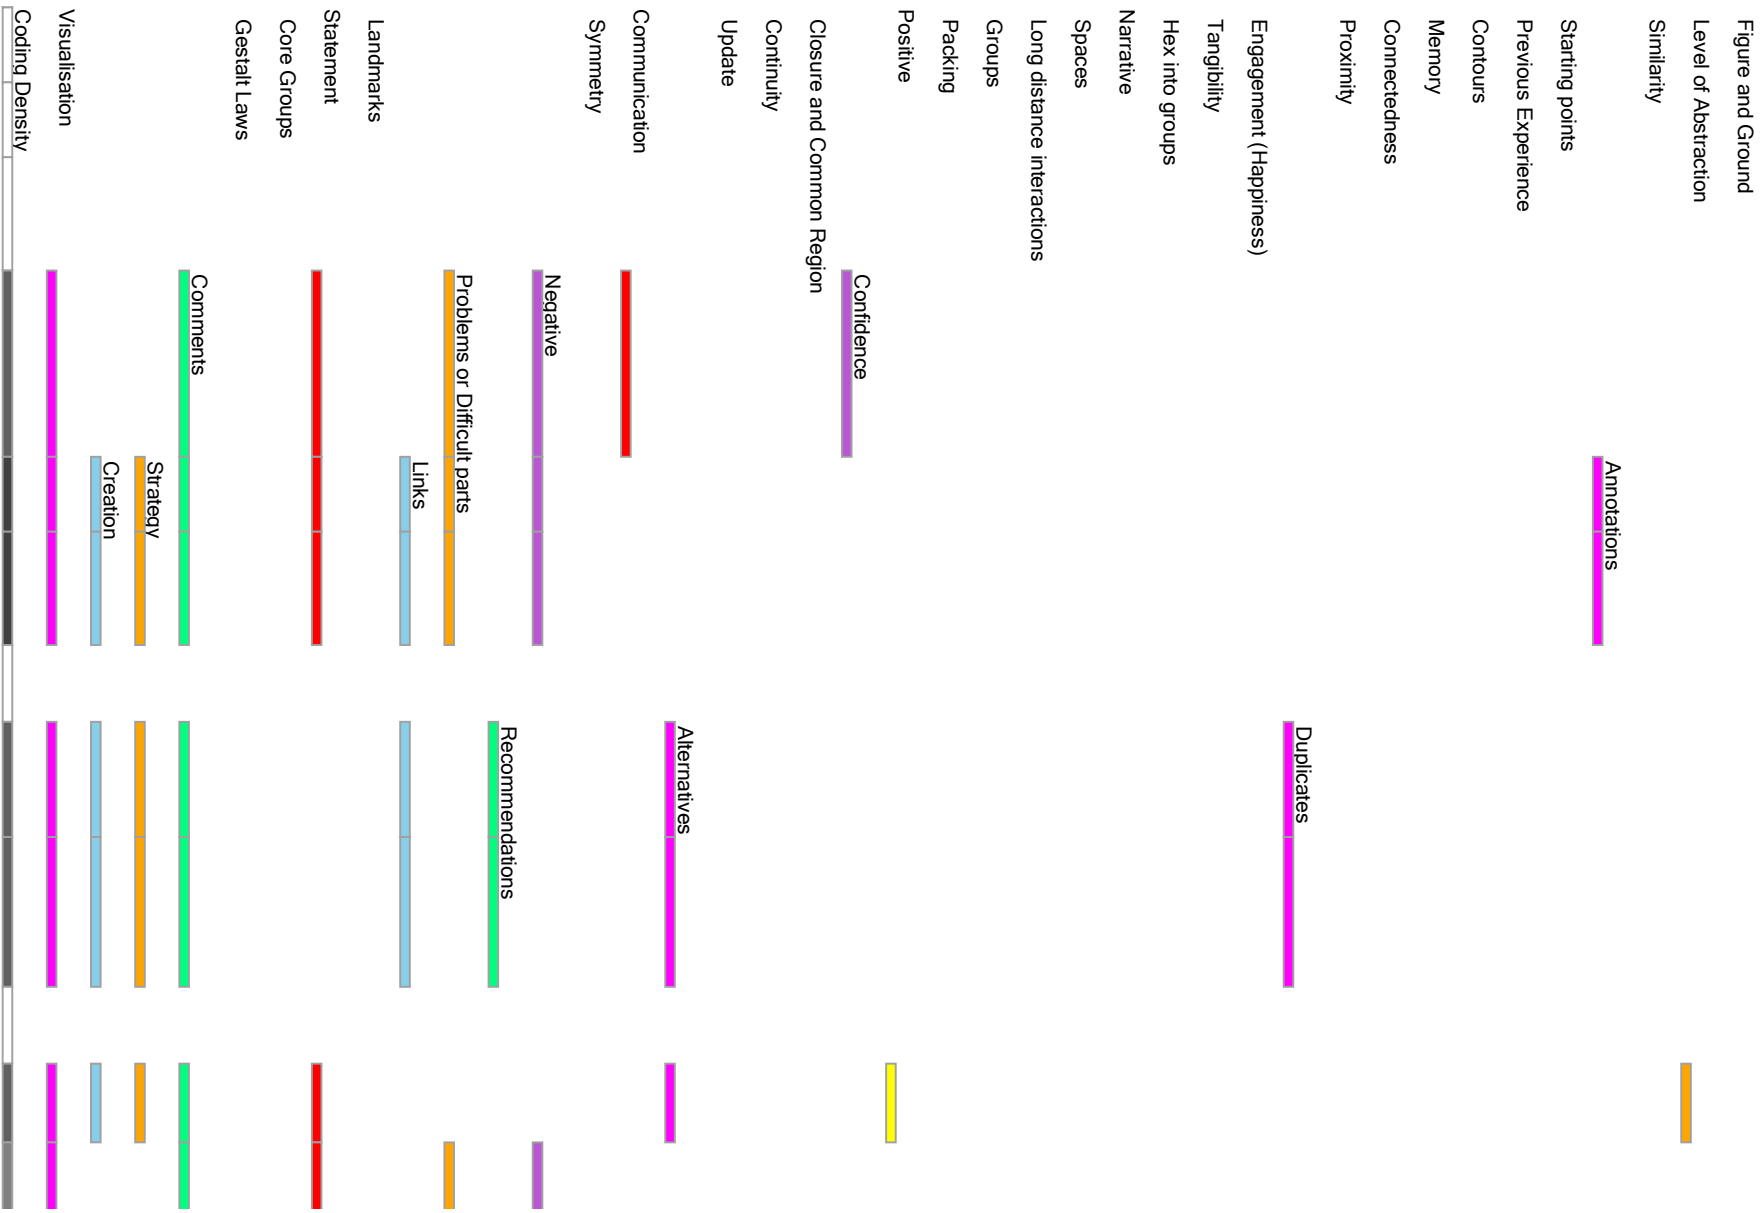 Coding Density
Visualisation
Creation
Strategy
Comments
Gestalt Laws
Core Groups
Statement
Landmarks
Links
Problems or Difficult parts
Recommendations
Negative
Symmetry
Communication
Alternatives
Update
Continuity
Closure and Common Region
Confidence
Positive
Packing
Groups
Long distance interactions
Spaces
Narrative
Hex into groups
Tangibility
Engagement (Happiness)
Duplicates
Proximity
Connectedness
Memory
Contours
Previous Experience
Starting points
Annotations
Similarity
Level of Abstraction
Figure and Ground